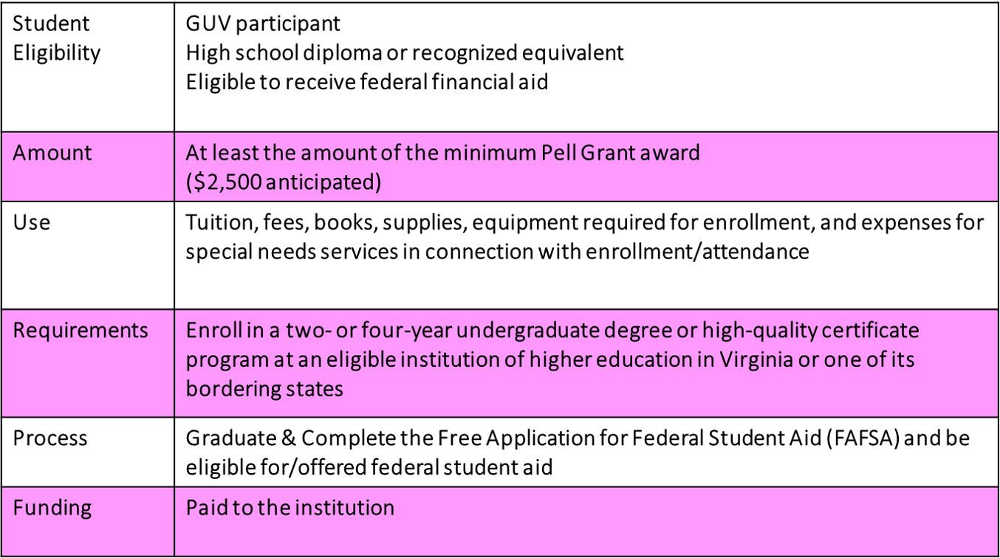 Student
Eligibility
GUV participant
High school diploma or recognized equivalent
Eligible to receive federal financial aid
Amount
At least the amount of the minimum Pell Grant award
($2,500 anticipated)
Use
Tuition, fees, books, supplies, equipment required for enrollment, and expenses for
special needs services in connection with enrollment/attendance
Requirements
Enroll in a two- or four-year undergraduate degree or high-quality certificate
program at an eligible institution of higher education in Virginia or one of its
bordering states
Process
Graduate & Complete the Free Application for Federal Student Aid (FAFSA) and be
eligible for/offered federal student aid
Funding
Paid to the institution